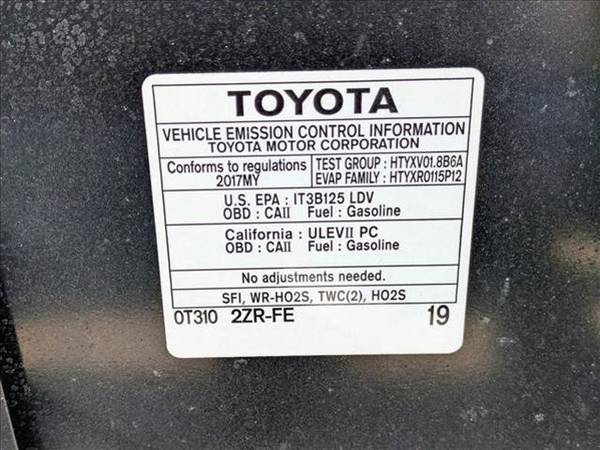 TOYOTA
VEHICLE EMISSION CONTROL INFORMATION
TOYOTA MOTOR CORPORATION
Conforms to regulations
2017MY
TEST GROUP : HTYXV01.8B6A
EVAP FAMILY : HTYXR0115P12
U.S. EPA : IT3B125 LDV
OBD : CAII Fuel : Gasoline
California : ULEVII PC
OBD : CAII Fuel : Gasoline
No adjustments needed.
SFI, WR-HO2S, TWC(2), HO2S
0T310 2ZR-FE 19